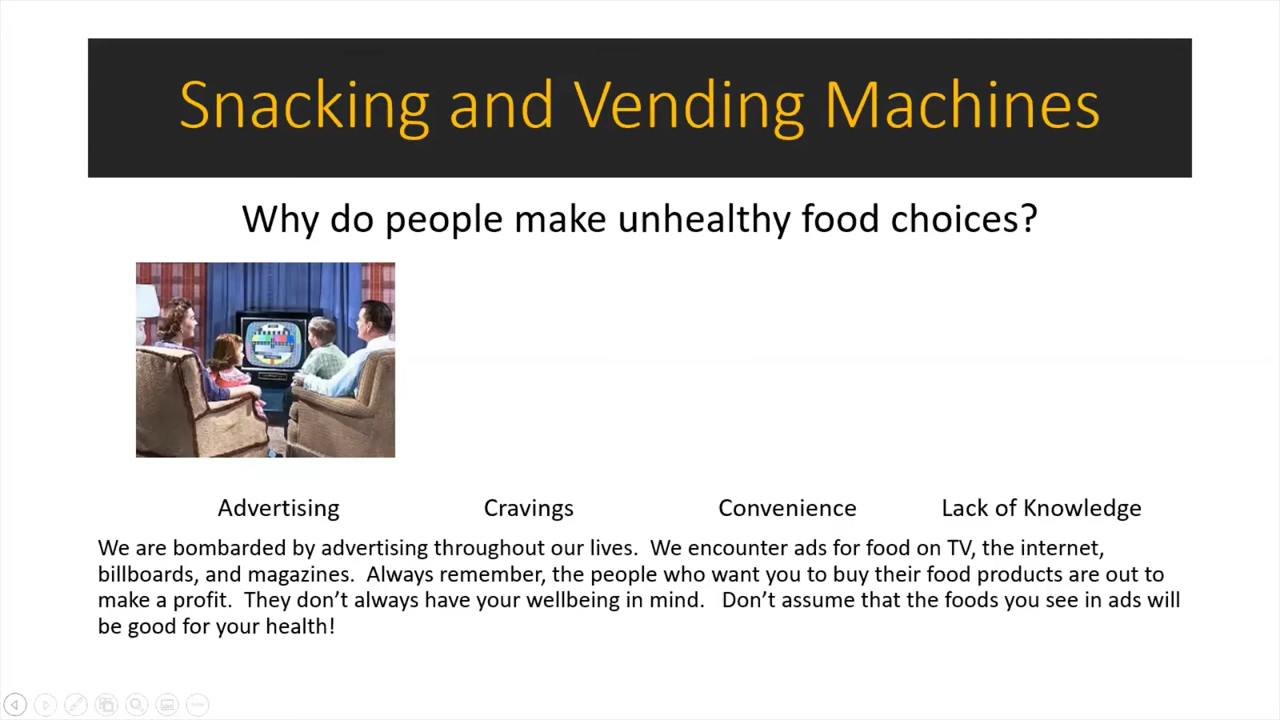 Snacking and Vending Machines
Why do people make unhealthy food choices?
Advertising Cravings Convenience Lack of Knowledge
We are bombarded by advertising throughout our lives.  We encounter ads for food on TV, the internet,
billboards, and magazines.  Always remember, the people who want you to buy their food products are out to
make a profit.  They don’t always have your wellbeing in mind.   Don’t assume that the foods you see in ads will
be good for your health!